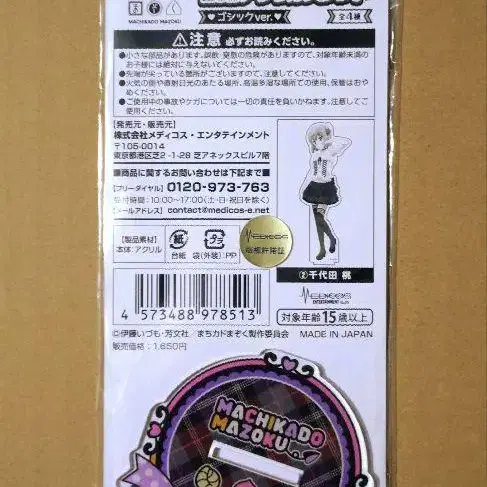 MACHIKADO MAZOKU
♥ゴシックver.♥
全4種
⚠注意 必ずお読みください。
●小さな部品があります。誤飲・窒息の危険がありますので、対象年齢未満の
お子様には絶対に与えないでください。
●先端が尖っている箇所がございますので、ご注意ください。
●火気の側や直射日光のあたる場所、高温多湿な場所での使用、保管はおや
めください。
●ご使用中の事故やケガについては一切の責任を負いかねます。注意してご
使用ください。
【発売元・販売元】
株式会社メディコス・エンタテインメント
〒105-0014
東京都港区芝2-1-28 芝アネックスビル7階
■商品に関するお問い合わせは下記まで■
【フリーダイヤル】0120-973-763
受付時間:10:00〜17:00(土・日・祝日を除く)
【メールアドレス】contact@medicos-e.net
【製品素材】
本体:アクリル
紙
台紙
プラ
袋(外装):PP
MEDICOS
版権許諾証
②千代田 桃
MEDICOS
対象年齢15歳以上
4 573488 978513
©伊藤いづも・芳文社/まちカドまぞく製作委員会
MADE IN JAPAN
販売価格:1,650円
MACHIKADO
MAZOKU